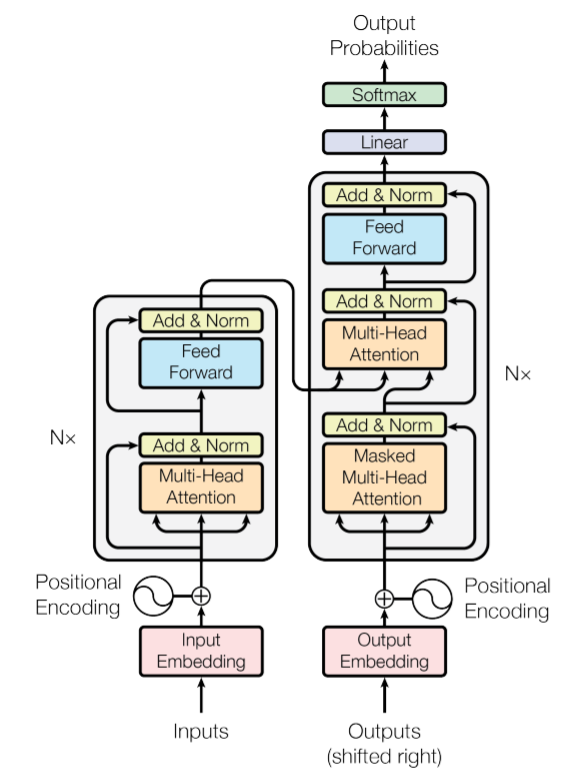 Output
Probabilities
Softmax
Linear
Add & Norm
Feed
Forward
Add & Norm
Multi-Head
Attention
Add & Norm
Masked
Multi-Head
Attention
Nx
Add & Norm
Feed
Forward
Add & Norm
Multi-Head
Attention
Nx
Positional
Encoding
Positional
Encoding
Input
Embedding
Output
Embedding
Inputs
Outputs
(shifted right)